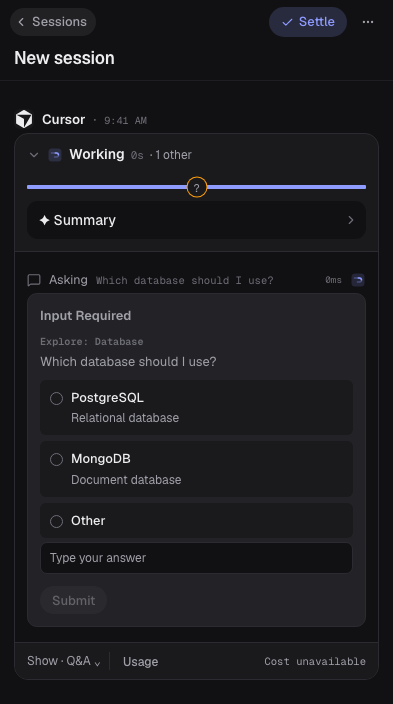 Sessions
Settle
New session
Cursor · 9:41 AM
Working 0s · 1 other
?
Summary
Asking Which database should I use? 0ms
Input Required
Explore: Database
Which database should I use?
PostgreSQL
Relational database
MongoDB
Document database
Other
Type your answer
Submit
Show · Q&A Usage Cost unavailable